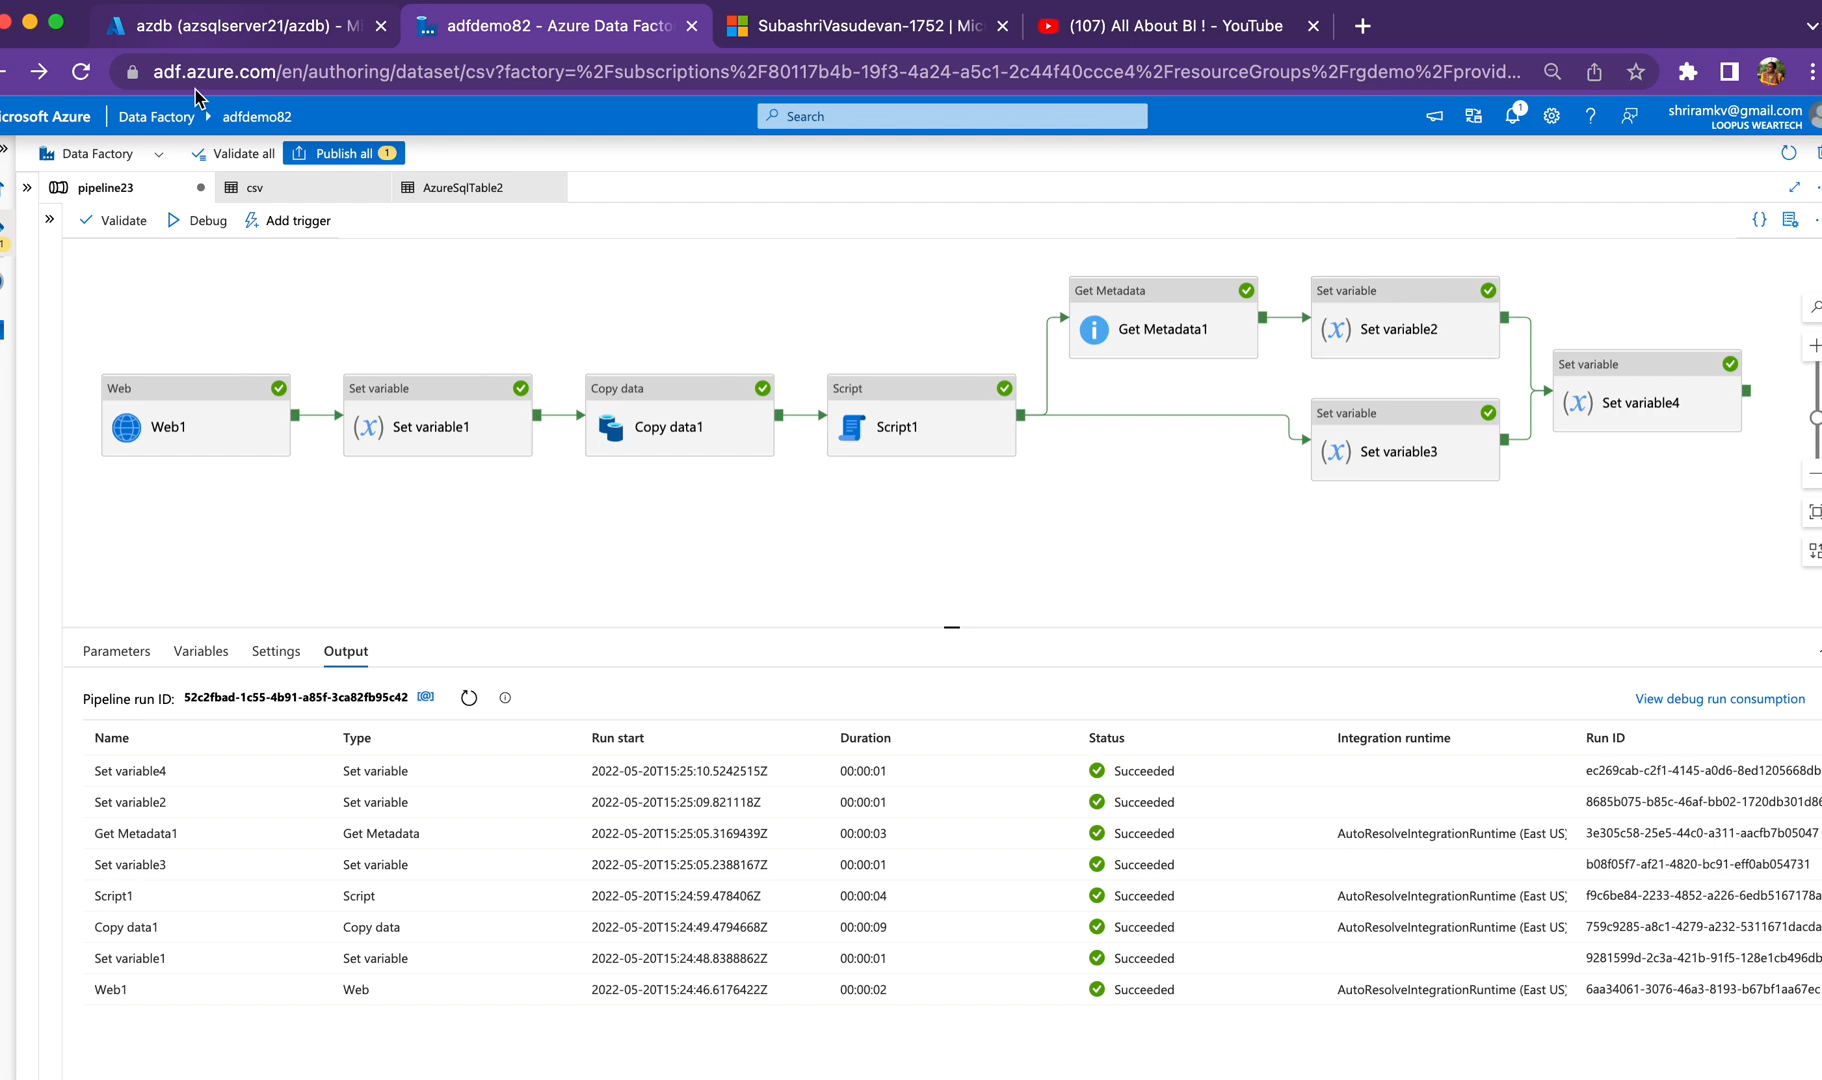 azdb (azsqlserver21/azdb) - Mi
adfdemo82 - Azure Data Facto
SubashriVasudevan-1752 | Mic
(107) All About BI ! - YouTube
adf.azure.com/en/authoring/dataset/csv?factory=%2Fsubscriptions%2F80117b4b-19f3-4a24-a5c1-2c44f40ccce4%2FresourceGroups%2Frgdemo%2Fprovid...
icrosoft Azure
Data Factory
adfdemo82
Search
1
shriramkv@gmail.com
LOOPUS WEARTECH
Data Factory
Validate all
Publish all 1
pipeline23
csv
AzureSqlTable2
Validate
Debug
Add trigger
{}
1
Get Metadata
Get Metadata1
Set variable
(x) Set variable2
Web
Web1
Set variable
(x) Set variable1
Copy data
Copy data1
Script
Script1
Set variable
(x) Set variable3
Set variable
(x) Set variable4
Parameters Variables Settings Output
Pipeline run ID: 52c2fbad-1c55-4b91-a85f-3ca82fb95c42 [@]
View debug run consumption
Name Type Run start Duration Status Integration runtime Run ID
Set variable4 Set variable 2022-05-20T15:25:10.5242515Z 00:00:01 Succeeded ec269cab-c2f1-4145-a0d6-8ed1205668db
Set variable2 Set variable 2022-05-20T15:25:09.821118Z 00:00:01 Succeeded 8685b075-b85c-46af-bb02-1720db301d86
Get Metadata1 Get Metadata 2022-05-20T15:25:05.3169439Z 00:00:03 Succeeded AutoResolveIntegrationRuntime (East US) 3e305c58-25e5-44c0-a311-aacfb7b05047
Set variable3 Set variable 2022-05-20T15:25:05.2388167Z 00:00:01 Succeeded b08f05f7-af21-4820-bc91-eff0ab054731
Script1 Script 2022-05-20T15:24:59.478406Z 00:00:04 Succeeded AutoResolveIntegrationRuntime (East US) f9c6be84-2233-4852-a226-6edb5167178a
Copy data1 Copy data 2022-05-20T15:24:49.4794668Z 00:00:09 Succeeded AutoResolveIntegrationRuntime (East US) 759c9285-a8c1-4279-a232-5311671dacda
Set variable1 Set variable 2022-05-20T15:24:48.8388862Z 00:00:01 Succeeded 9281599d-2c3a-421b-91f5-128e1cb496db
Web1 Web 2022-05-20T15:24:46.6176422Z 00:00:02 Succeeded AutoResolveIntegrationRuntime (East US) 6aa34061-3076-46a3-8193-b67bf1aa67ec